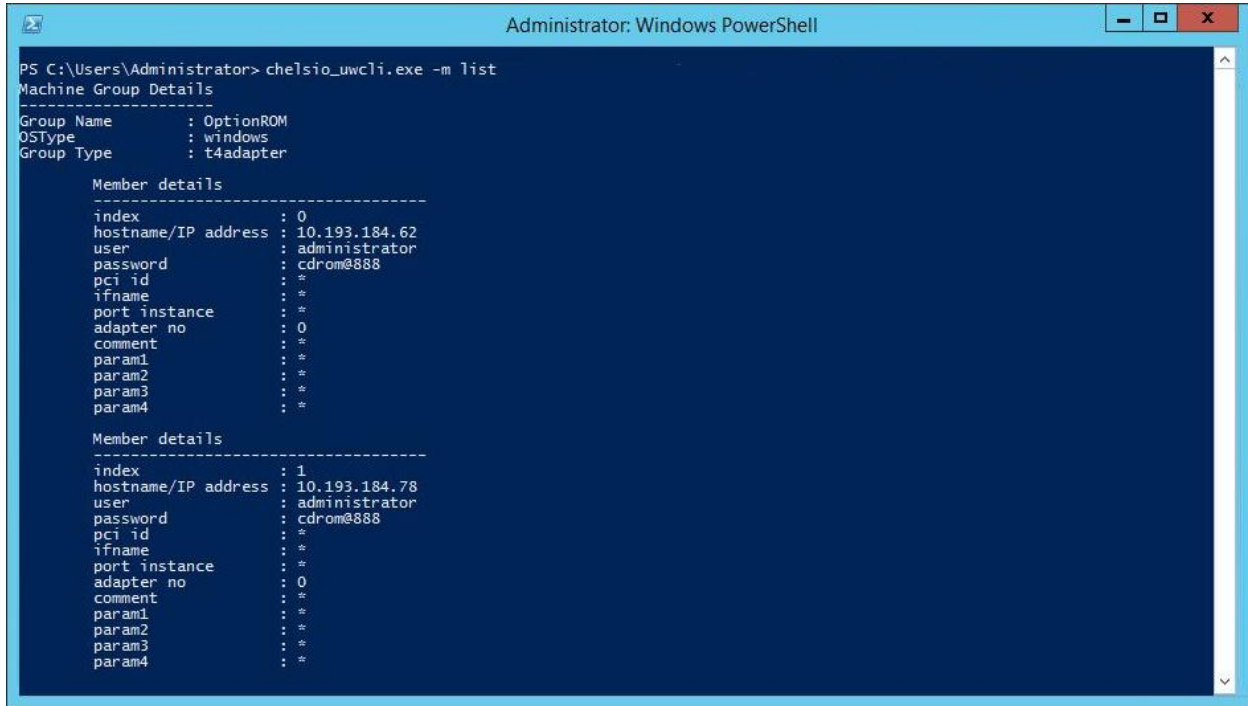 Administrator: Windows PowerShell
PS C:\Users\Administrator> chelsio_uwcli.exe -m list
Machine Group Details
---------------------
Group Name : OptionROM
OSType : windows
Group Type : t4adapter
Member details
------------------------------------
index : 0
hostname/IP address : 10.193.184.62
user : administrator
password : cdrom@888
pci id : *
ifname : *
port instance : *
adapter no : 0
comment : *
param1 : *
param2 : *
param3 : *
param4 : *
Member details
------------------------------------
index : 1
hostname/IP address : 10.193.184.78
user : administrator
password : cdrom@888
pci id : *
ifname : *
port instance : *
adapter no : 0
comment : *
param1 : *
param2 : *
param3 : *
param4 : *